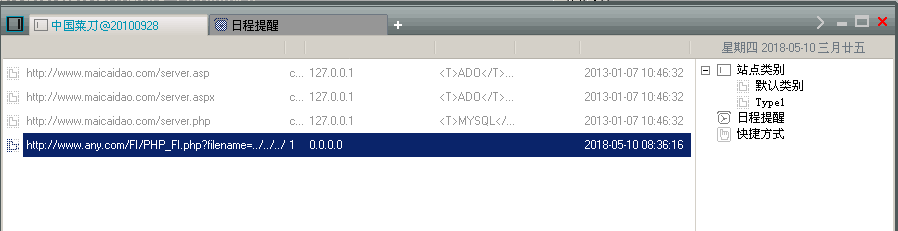 中国菜刀@20100928 日程提醒 +
星期四 2018-05-10 三月廿五
http://www.maicaidao.com/server.asp c... 127.0.0.1 <T>ADO</T>... 2013-01-07 10:46:32
http://www.maicaidao.com/server.aspx c... 127.0.0.1 <T>ADO</T>... 2013-01-07 10:46:32
http://www.maicaidao.com/server.php c... 127.0.0.1 <T>MYSQL</... 2013-01-07 10:46:32
http://www.any.com/FI/PHP_FI.php?filename=../../../ 1 0.0.0.0 2018-05-10 08:36:16
站点类别
默认类别
Type1
日程提醒
快捷方式